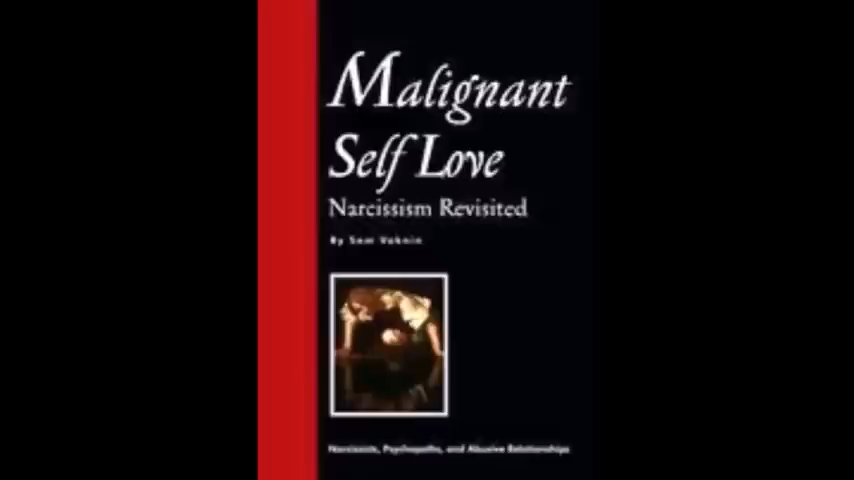 Malignant
Self Love
Narcissism Revisited
By Sam Vaknin
Narcissists, Psychopaths, and Abusive Relationships